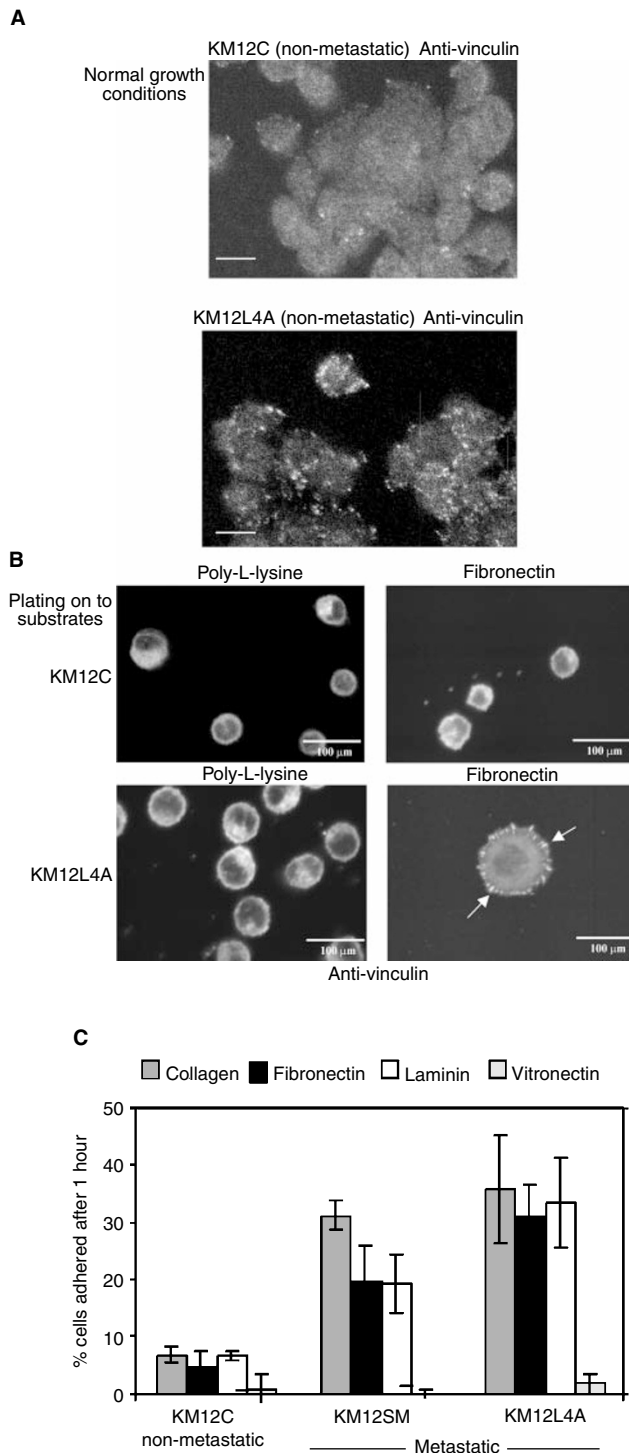 A
KM12C (non-metastatic) Anti-vinculin
Normal growth
conditions
KM12L4A (non-metastatic) Anti-vinculin
B
Poly-L-lysine Fibronectin
Plating on to
substrates
KM12C
100 µm 100 µm
Poly-L-lysine Fibronectin
KM12L4A
100 µm 100 µm
Anti-vinculin
C
Collagen Fibronectin Laminin Vitronectin
% cells adhered after 1 hour
50
40
30
20
10
0
KM12C KM12SM KM12L4A
non-metastatic Metastatic